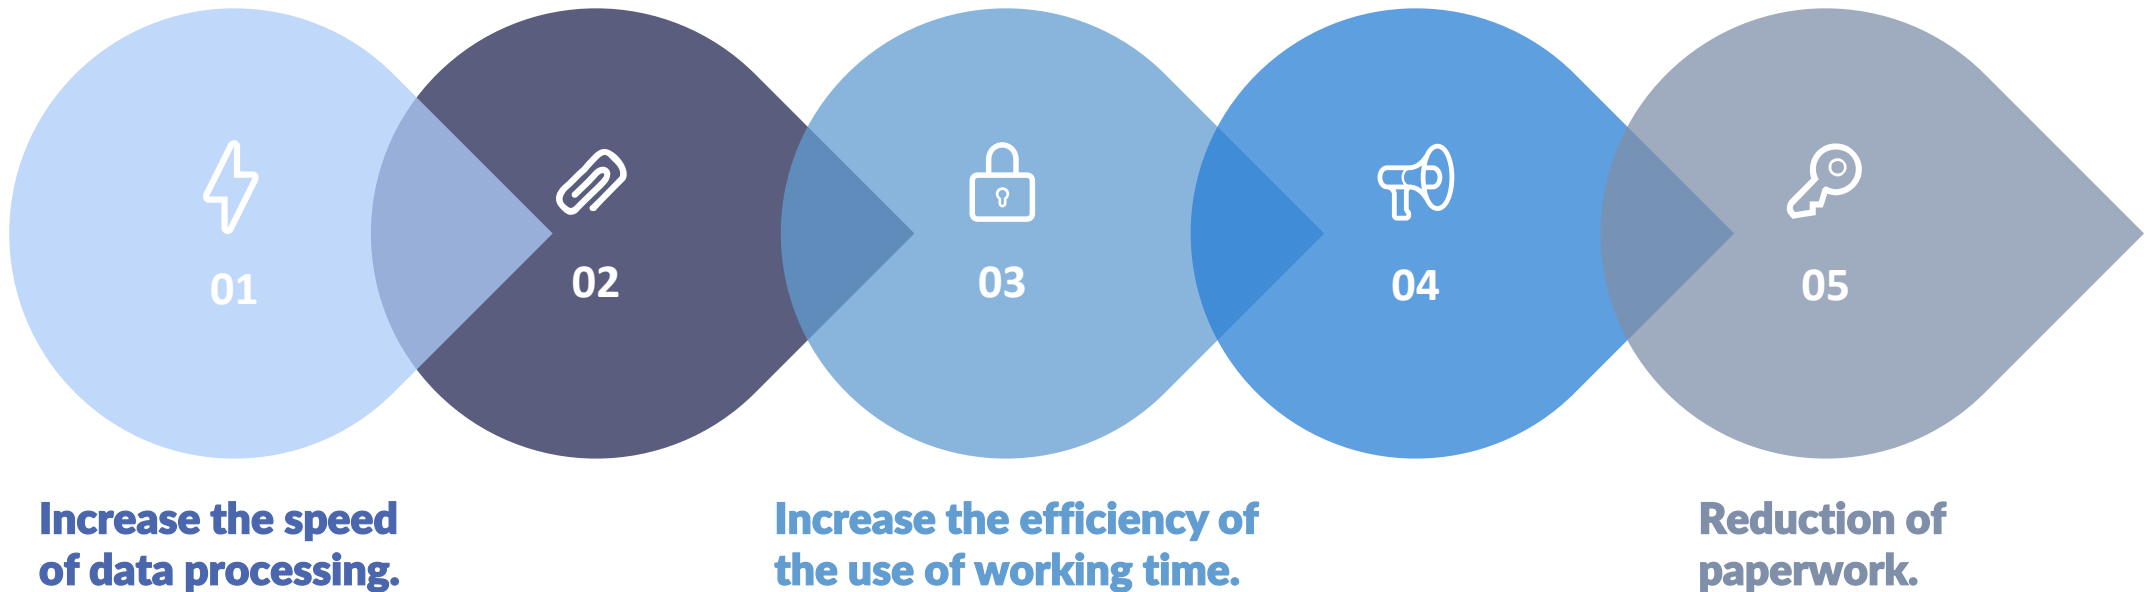 01
02
03
04
05
Increase the speed
of data processing.
Increase the efficiency of
the use of working time.
Reduction of
paperwork.